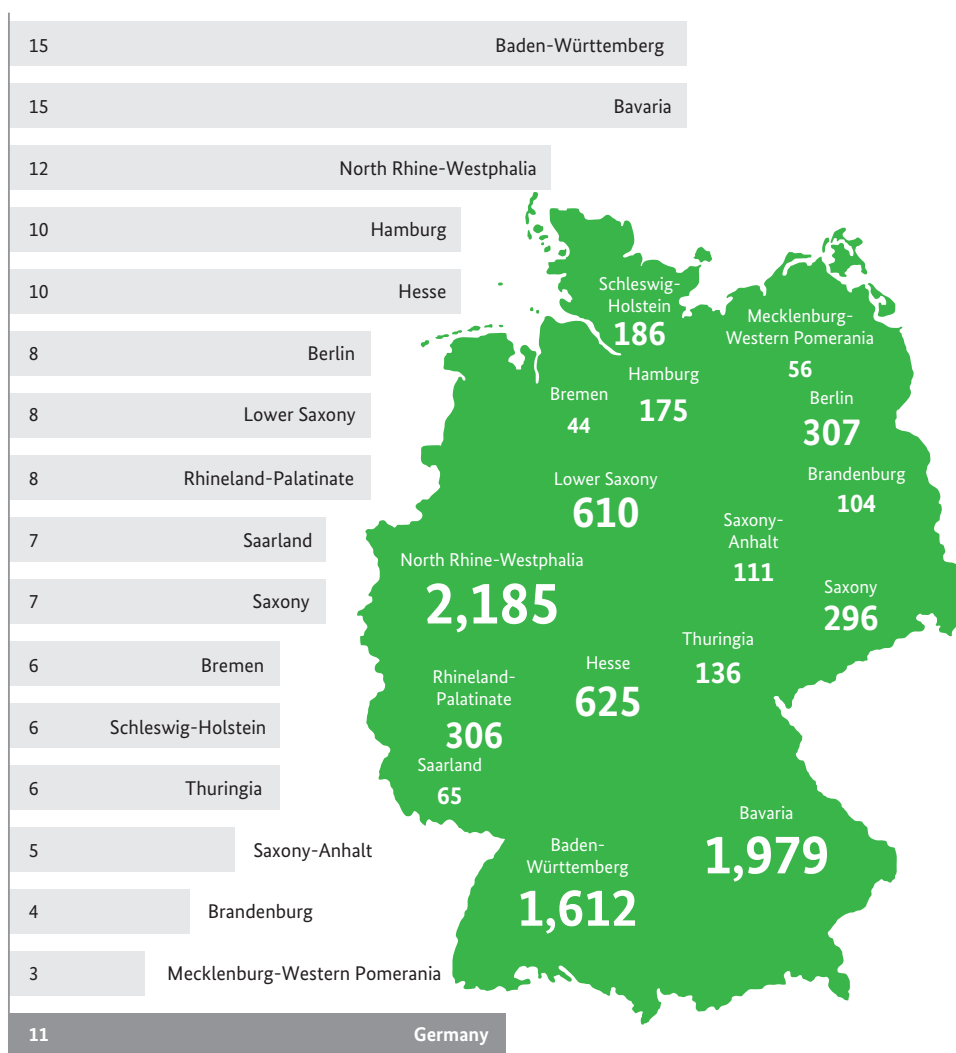 15 Baden-Württemberg
15 Bavaria
12 North Rhine-Westphalia
10 Hamburg
10 Hesse
8 Berlin
8 Lower Saxony
8 Rhineland-Palatinate
7 Saarland
7 Saxony
6 Bremen
6 Schleswig-Holstein
6 Thuringia
5 Saxony-Anhalt
4 Brandenburg
3 Mecklenburg-Western Pomerania
11 Germany
Schleswig-
Holstein
186
Mecklenburg-
Western Pomerania
56
Hamburg
175
Bremen
44
Berlin
307
Lower Saxony
610
Brandenburg
104
Saxony-
Anhalt
111
North Rhine-Westphalia
2,185
Saxony
296
Thuringia
136
Hesse
625
Rhineland-
Palatinate
306
Saarland
65
Bavaria
1,979
Baden-
Württemberg
1,612